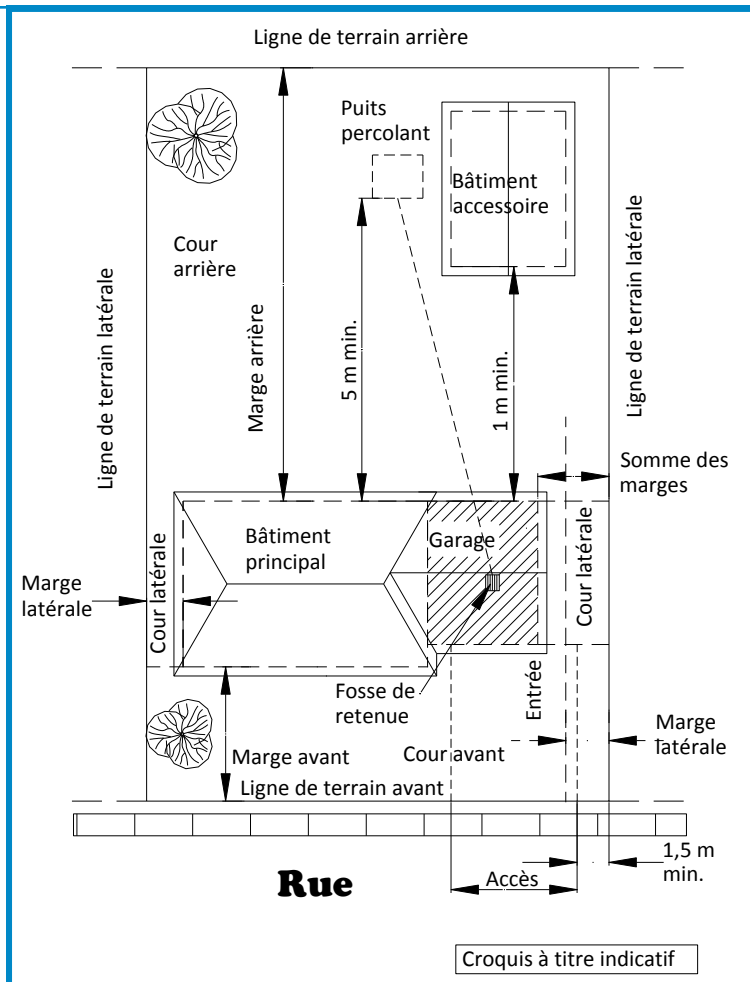 Ligne de terrain arrière
Puits
percolant
Bâtiment
accessoire
Cour
arrière
Ligne de terrain latérale
Marge arrière
5 m min.
1 m min.
Ligne de terrain latérale
Somme des
marges
Bâtiment
principal
Garage
Cour latérale
Cour latérale
Marge
latérale
Fosse de
retenue
Entrée
Marge
latérale
Marge avant
Cour avant
Ligne de terrain avant
1,5 m
min.
Rue
Accès
Croquis à titre indicatif